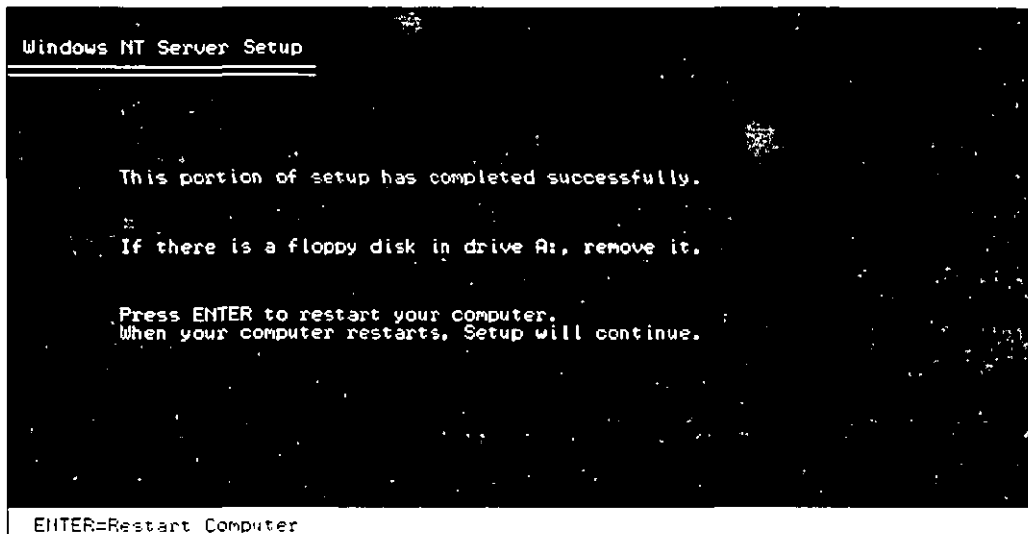 Windows NT Server Setup
This portion of setup has completed successfully.
If there is a floppy disk in drive A:, remove it.
Press ENTER to restart your computer.
When your computer restarts, Setup will continue.
ENTER=Restart Computer